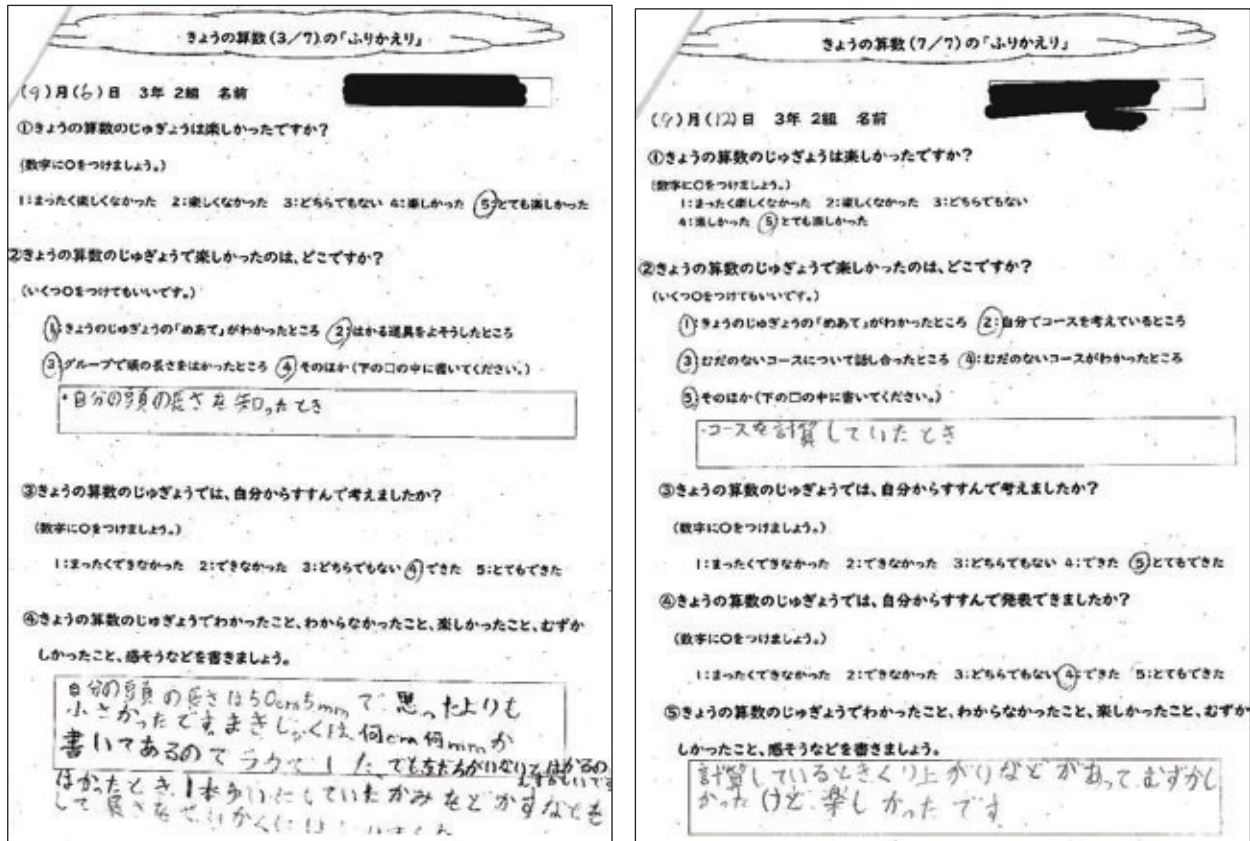 きょうの算数(3/7)の「ふりかえり」
(9)月(6)日 3年 2組 名前
①きょうの算数のじゅぎょうは楽しかったですか?
(数字に○をつけましょう。)
1:まったく楽しくなかった 2:楽しくなかった 3:どちらでもない 4:楽しかった 5:とても楽しかった
②きょうの算数のじゅぎょうで楽しかったのは、どこですか?
(いくつ○をつけてもいいです。)
1:きょうのじゅぎょうの「めあて」がわかったところ 2:はかる道具をよそうしたところ
3:グループで頭の長さをはかったところ 4:そのほか(下の□の中に書いてください。)
・自分の頭の長さを知ったとき
③きょうの算数のじゅぎょうでは、自分からすすんで考えましたか?
(数字に○をつけましょう。)
1:まったくできなかった 2:できなかった 3:どちらでもない 4:できた 5:とてもできた
④きょうの算数のじゅぎょうでわかったこと、わからなかったこと、楽しかったこと、むずか
しかったこと、感そうなどを書きましょう。
自分の頭の長さは50cm5mmで思ったよりも
小さかったです。まきじゃくは、何cm何mmか
書いてあるのでラクでした、でも友だちがいないとはかるの
むずかしいです
はかったとき、1本
して長さを
きょうの算数(7/7)の「ふりかえり」
(9)月(12)日 3年 2組 名前
①きょうの算数のじゅぎょうは楽しかったですか?
(数字に○をつけましょう。)
1:まったく楽しくなかった 2:楽しくなかった 3:どちらでもない
4:楽しかった 5:とても楽しかった
②きょうの算数のじゅぎょうで楽しかったのは、どこですか?
(いくつ○をつけてもいいです。)
1:きょうのじゅぎょうの「めあて」がわかったところ 2:自分でコースを考えているところ
3:むだのないコースについて話し合ったところ 4:むだのないコースがわかったところ
5:そのほか(下の□の中に書いてください。)
・コースを計算していたとき
③きょうの算数のじゅぎょうでは、自分からすすんで考えましたか?
(数字に○をつけましょう。)
1:まったくできなかった 2:できなかった 3:どちらでもない 4:できた 5:とてもできた
④きょうの算数のじゅぎょうでは、自分からすすんで発表できましたか?
(数字に○をつけましょう。)
1:まったくできなかった 2:できなかった 3:どちらでもない 4:できた 5:とてもできた
⑤きょうの算数のじゅぎょうでわかったこと、わからなかったこと、楽しかったこと、むずか
しかったこと、感そうなどを書きましょう。
計算しているときくり上がりなどがあって、むずかし
かったけど、楽しかったです